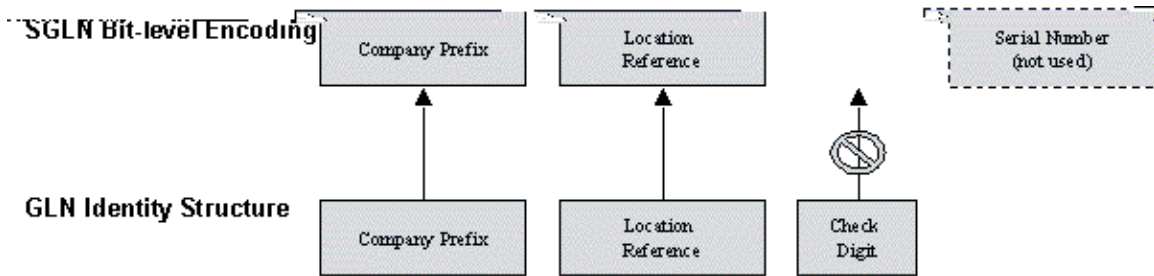 SGLN Bit-level Encoding
Company Prefix
Location
Reference
Serial Number
(not used)
GLN Identity Structure
Company Prefix
Location
Reference
Check
Digit